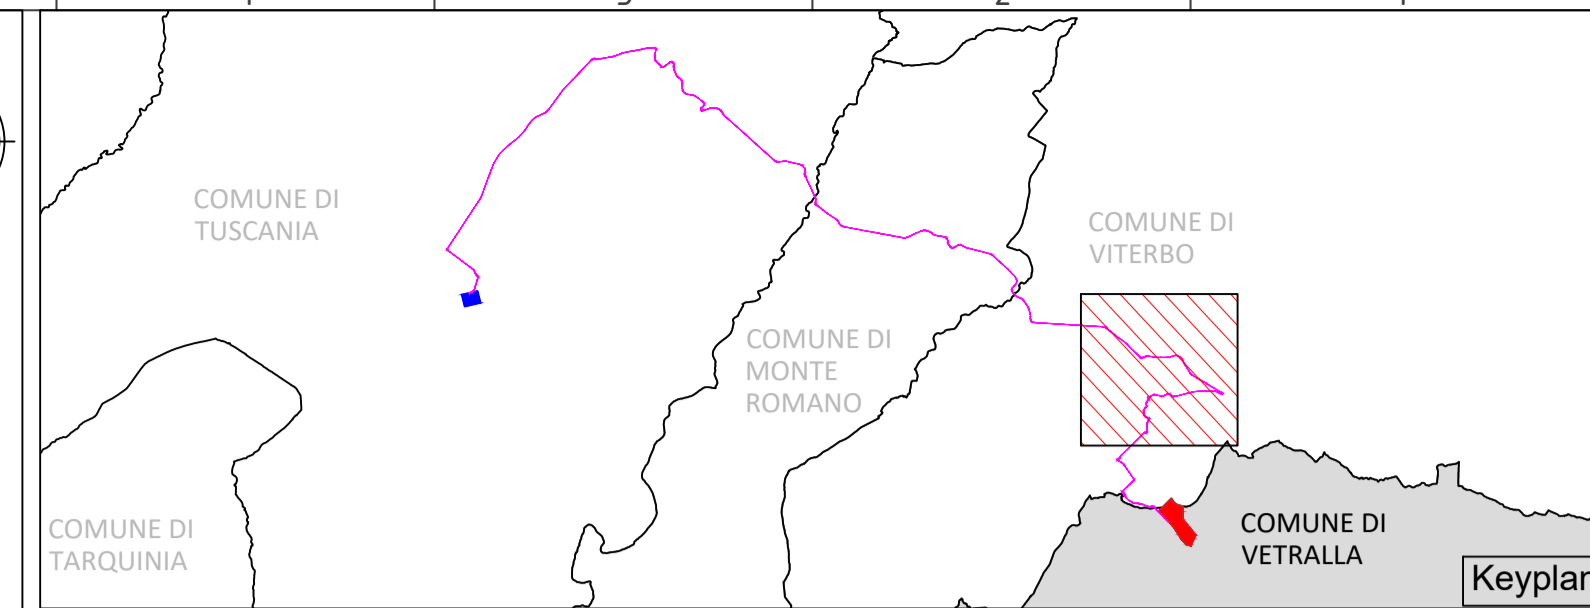 COMUNE DI
TUSCANIA
COMUNE DI
VITERBO
COMUNE DI
MONTE
ROMANO
COMUNE DI
TARQUINIA
COMUNE DI
VETRALLA
Keyplan